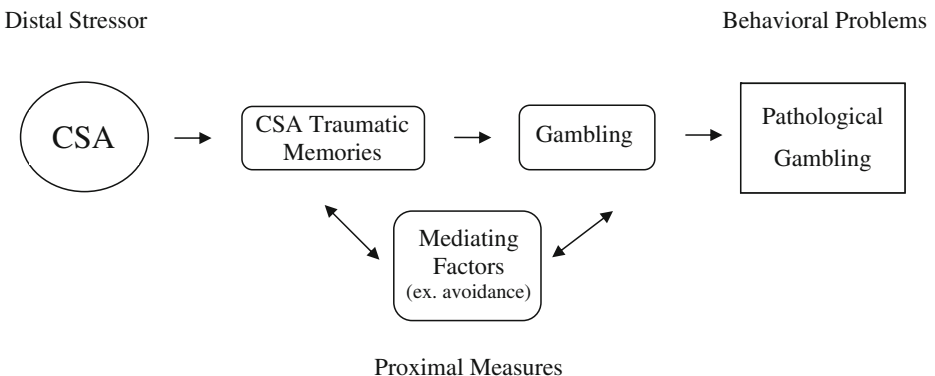 Distal Stressor
Behavioral Problems
CSA
CSA Traumatic
Memories
Gambling
Pathological
Gambling
Mediating
Factors
(ex. avoidance)
Proximal Measures